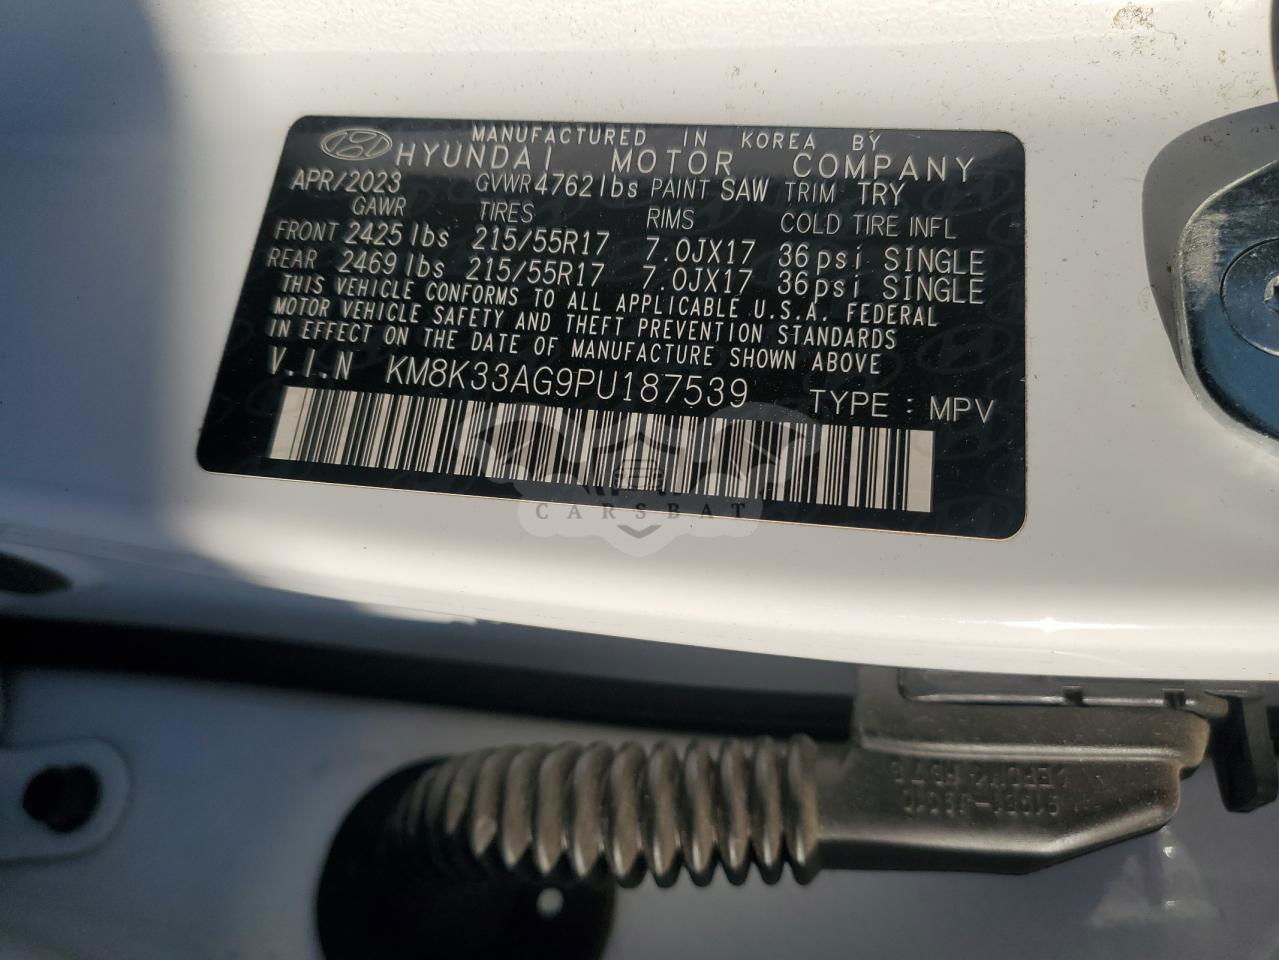 MANUFACTURED IN KOREA BY
HYUNDAI MOTOR COMPANY
APR/2023 GVWR 4762 lbs PAINT SAW TRIM TRY
GAWR TIRES RIMS COLD TIRE INFL
FRONT 2425 lbs 215/55R17 7.0JX17 36 psi SINGLE
REAR 2469 lbs 215/55R17 7.0JX17 36 psi SINGLE
THIS VEHICLE CONFORMS TO ALL APPLICABLE U.S.A. FEDERAL
MOTOR VEHICLE SAFETY AND THEFT PREVENTION STANDARDS
IN EFFECT ON THE DATE OF MANUFACTURE SHOWN ABOVE
V.I.N KM8K33AG9PU187539 TYPE : MPV
CARSBAT